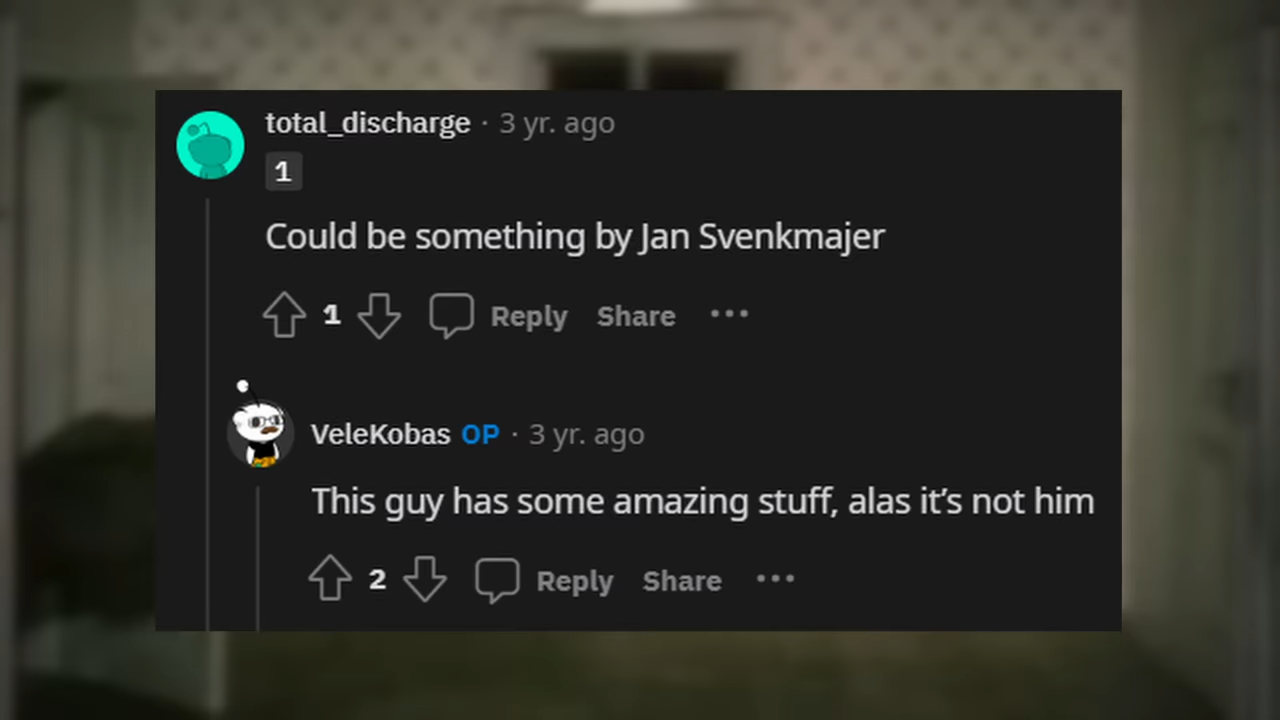 total_discharge · 3 yr. ago
1
Could be something by Jan Svenkmajer
1 Reply Share ···
VeleKobas OP · 3 yr. ago
This guy has some amazing stuff, alas it’s not him
2 Reply Share ···